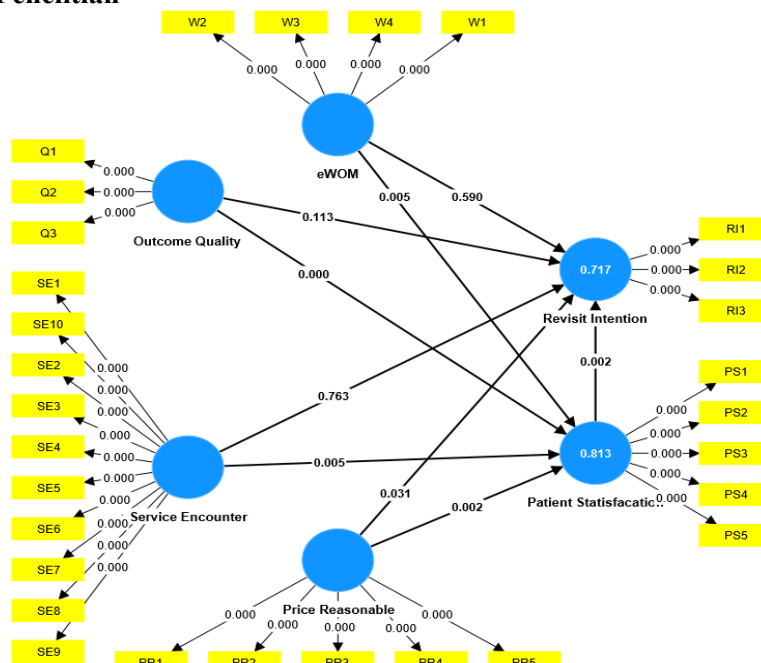 W2
W3
W4
W1
0.000
0.000
0.000
0.000
eWOM
Q1
Q2
Q3
0.000
0.000
0.000
Outcome Quality
0.005
0.590
0.113
0.000
RI1
RI2
RI3
0.000
0.000
0.000
0.717
Revisit Intention
SE1
SE10
SE2
SE3
SE4
SE5
SE6
SE7
SE8
SE9
0.000
0.000
0.000
0.000
0.000
0.000
0.000
0.000
0.000
0.000
Service Encounter
0.763
0.005
0.002
0.031
0.002
0.813
Patient Statisfacatic..
PS1
PS2
PS3
PS4
PS5
0.000
0.000
0.000
0.000
0.000
Price Reasonable
0.000
0.000
0.000
0.000
0.000